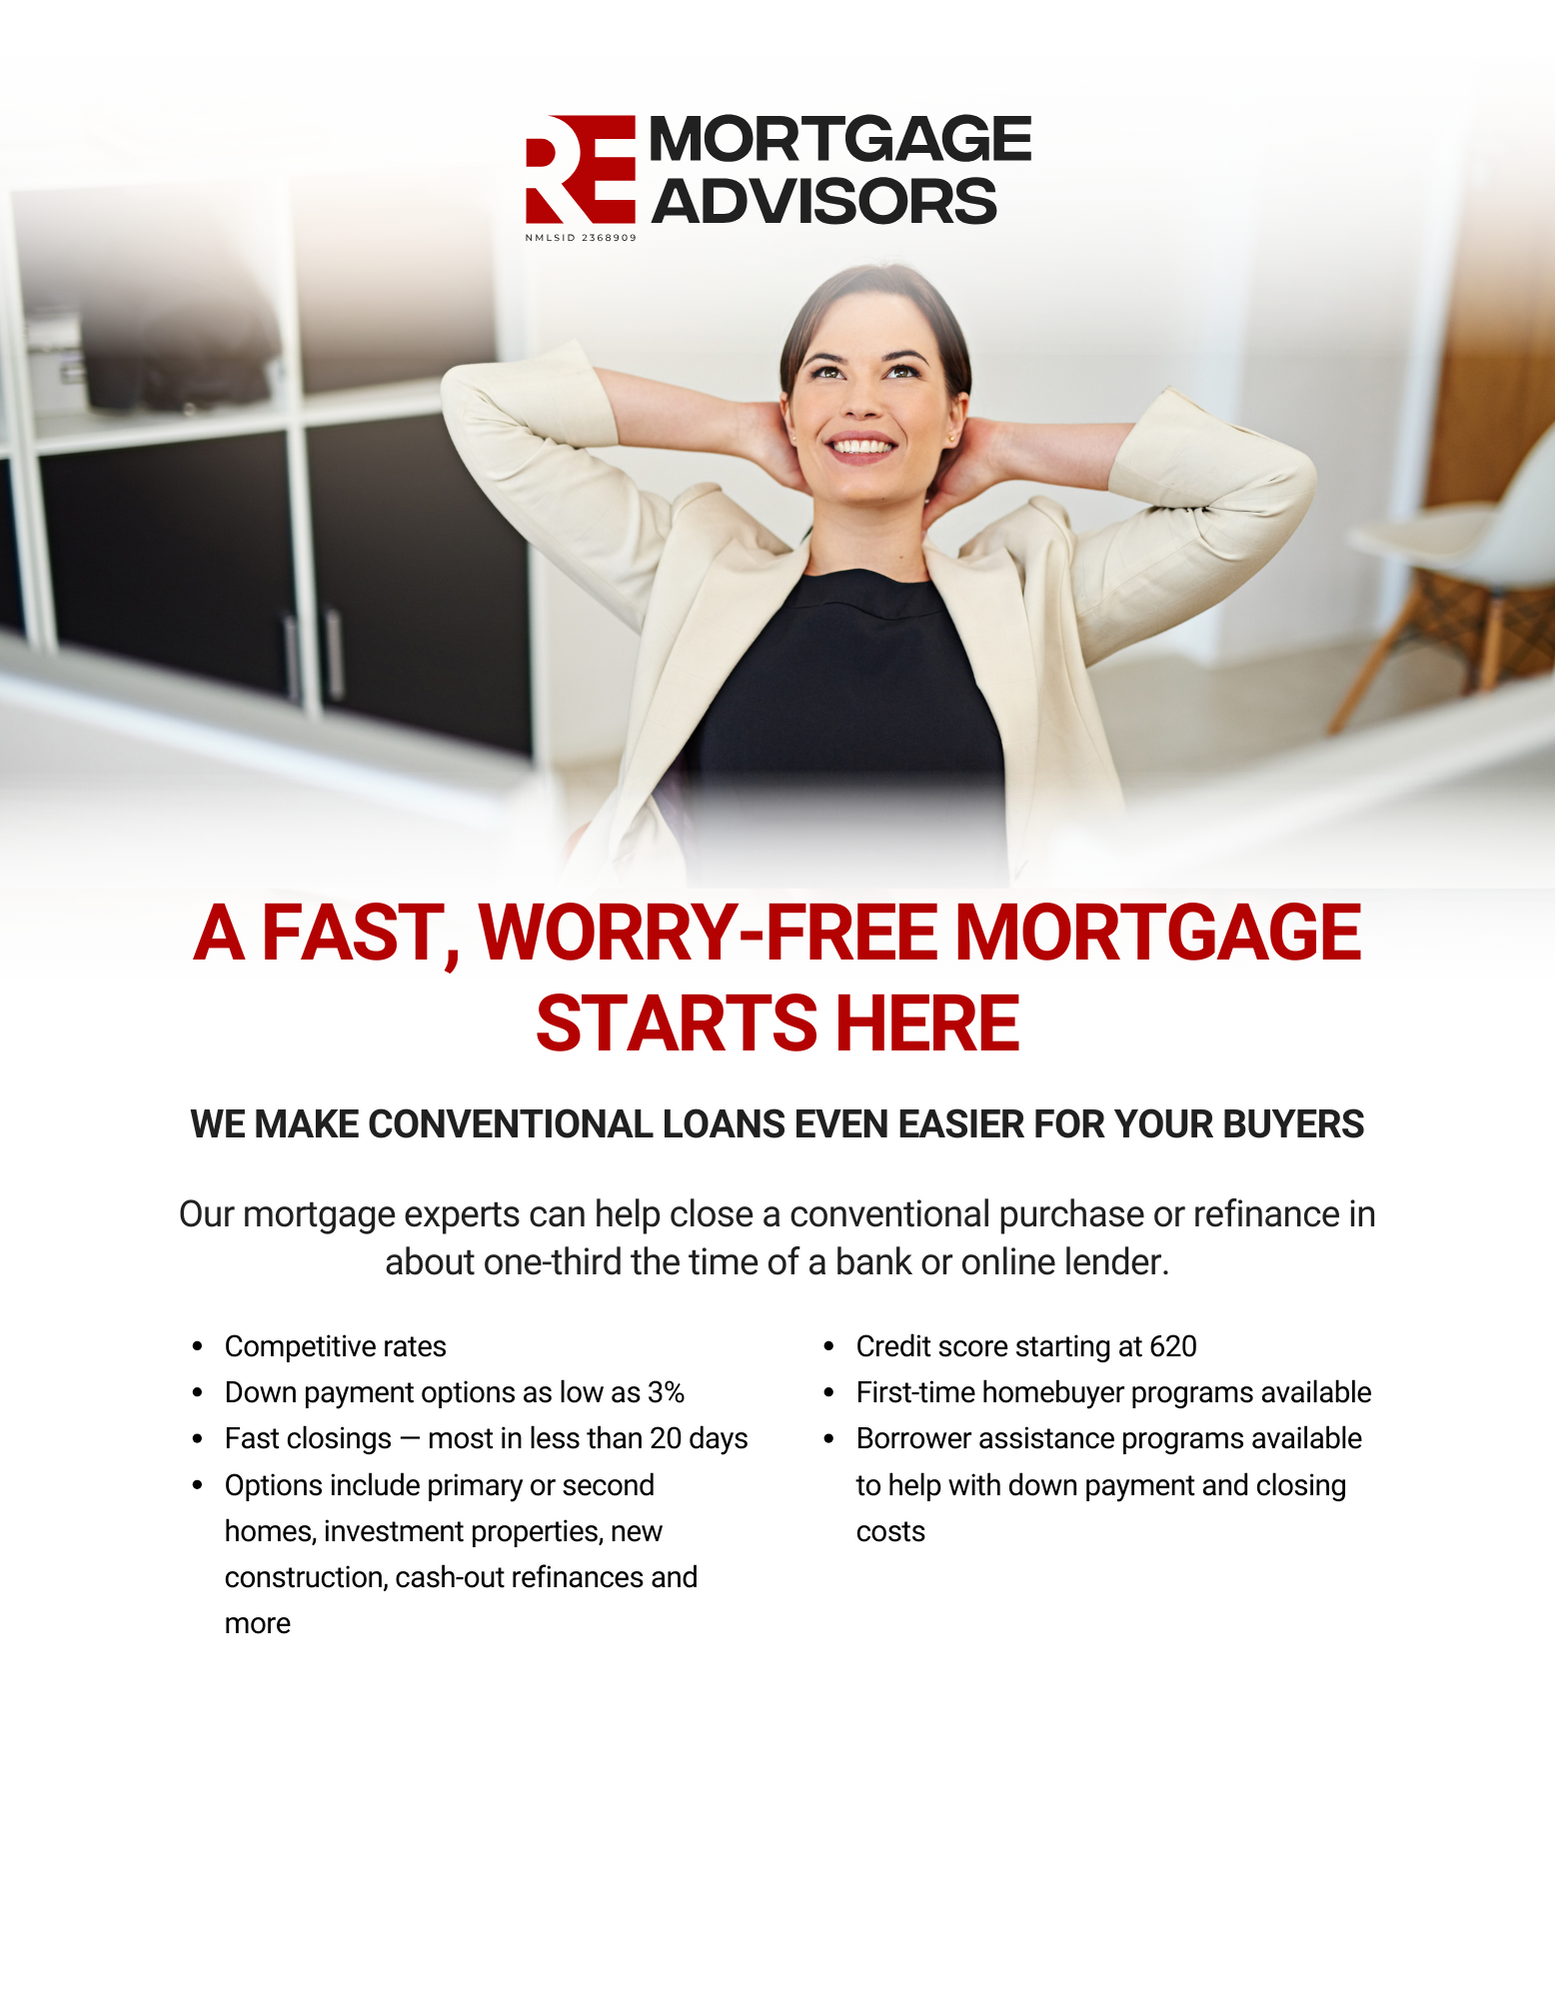 RE MORTGAGE
ADVISORS
NMLSID 2368909
A FAST, WORRY-FREE MORTGAGE
STARTS HERE
WE MAKE CONVENTIONAL LOANS EVEN EASIER FOR YOUR BUYERS
Our mortgage experts can help close a conventional purchase or refinance in
about one-third the time of a bank or online lender.
• Competitive rates
• Down payment options as low as 3%
• Fast closings — most in less than 20 days
• Options include primary or second
homes, investment properties, new
construction, cash-out refinances and
more
• Credit score starting at 620
• First-time homebuyer programs available
• Borrower assistance programs available
to help with down payment and closing
costs